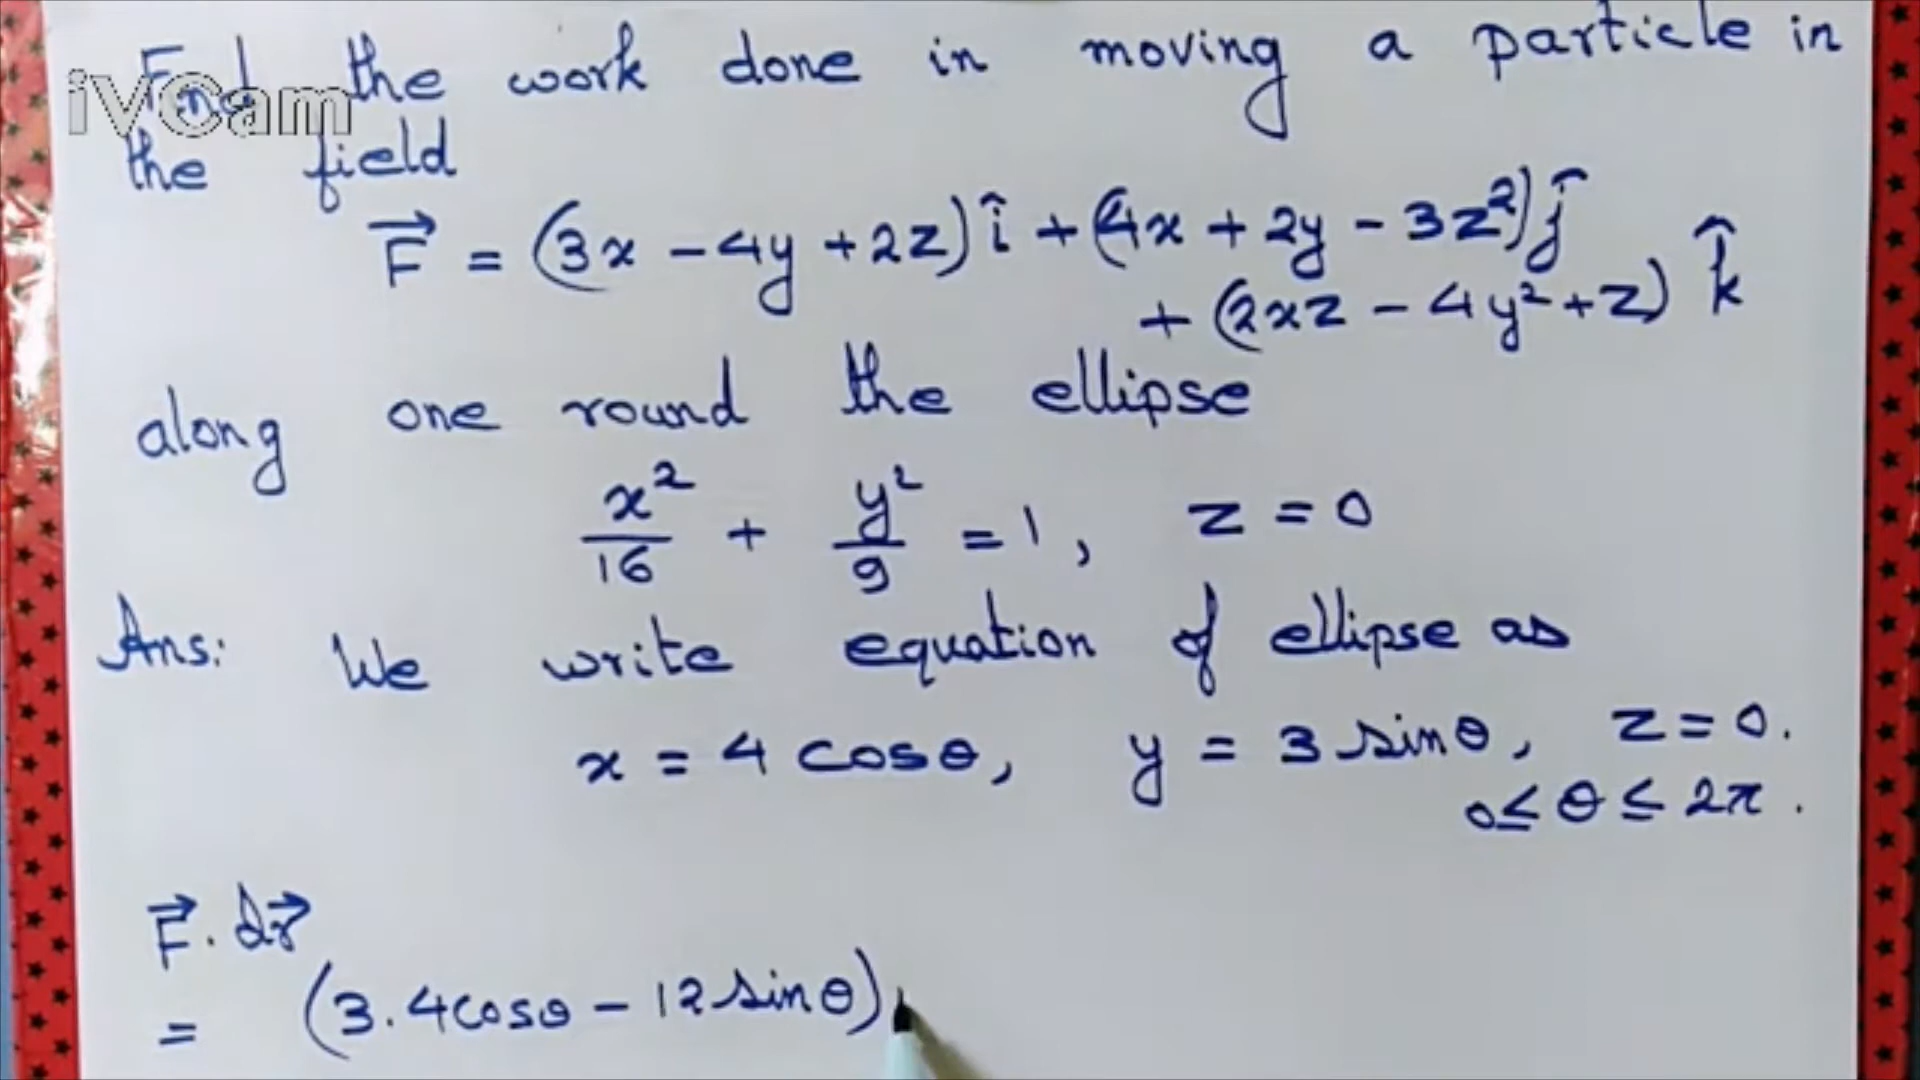 Find the work done in moving a particle in
iVCam
the field
F⃗ = (3x - 4y + 2z) î + (4x + 2y - 3z²) ĵ
+ (2xz - 4y² + z) k̂
along one round the ellipse
x²/16 + y²/9 = 1, z = 0
Ans: We write equation of ellipse as
x = 4 cosθ, y = 3 sinθ, z = 0.
0 ≤ θ ≤ 2π.
F⃗ . dr⃗
= (3.4cosθ - 12 sinθ)